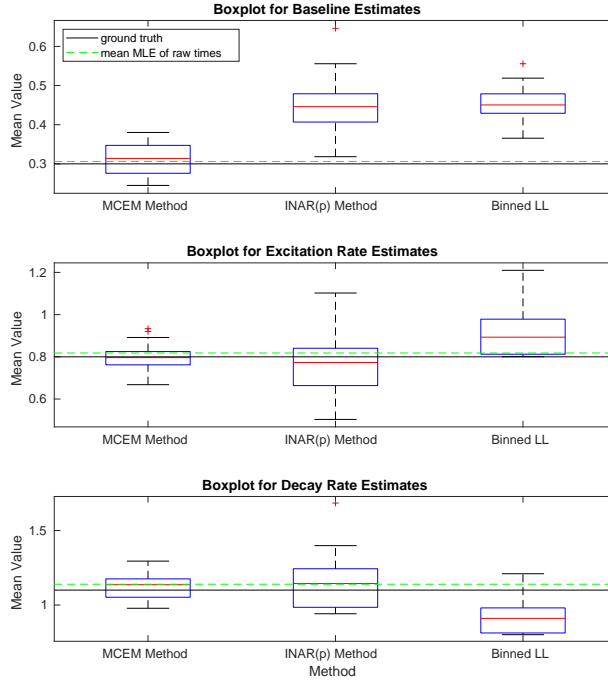 Boxplot for Baseline Estimates
ground truth
mean MLE of raw times
0.6
0.5
0.4
0.3
Mean Value
MCEM Method
INAR(p) Method
Binned LL
Boxplot for Excitation Rate Estimates
1.2
1
0.8
0.6
Mean Value
MCEM Method
INAR(p) Method
Binned LL
Boxplot for Decay Rate Estimates
1.5
1
Mean Value
MCEM Method
INAR(p) Method
Binned LL
Method